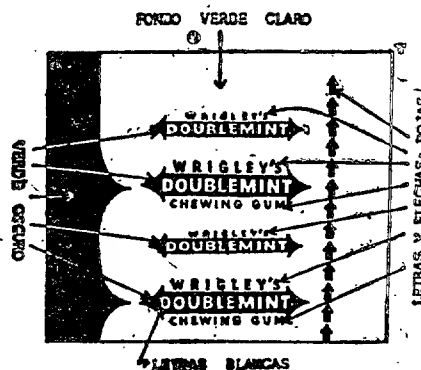 FONDO VERDE CLARO
WRIGLEY'S
DOUBLEMINT
WRIGLEY'S
DOUBLEMINT
CHEWING GUM
WRIGLEY'S
DOUBLEMINT
WRIGLEY'S
DOUBLEMINT
CHEWING GUM
VERDE OSCURO
LETRAS Y FLECHAS ROJAS
LETRAS BLANCAS